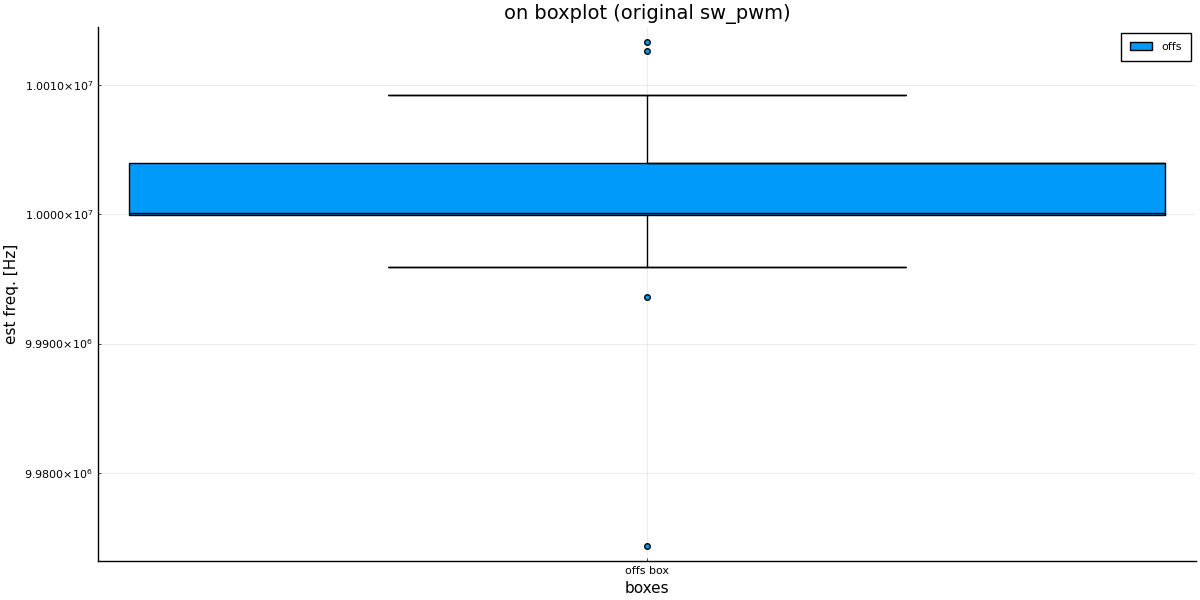 on boxplot (original sw_pwm)
offs
1.0010×10⁷
1.0000×10⁷
9.9900×10⁶
9.9800×10⁶
est freq. [Hz]
offs box
boxes